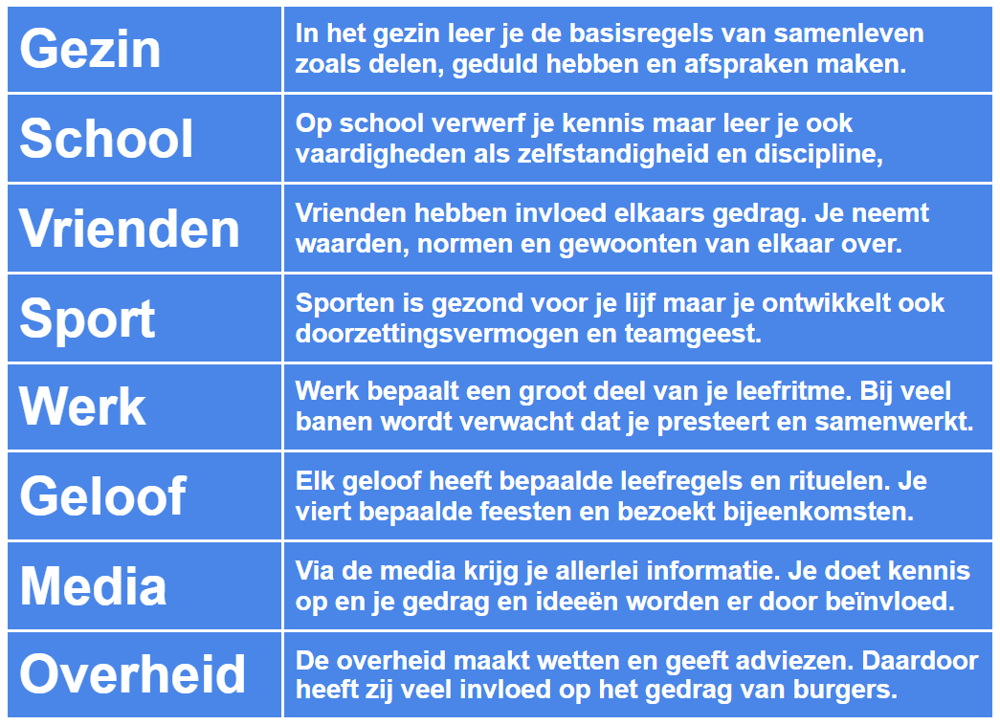 Gezin
In het gezin leer je de basisregels van samenleven
zoals delen, geduld hebben en afspraken maken.
School
Op school verwerf je kennis maar leer je ook
vaardigheden als zelfstandigheid en discipline,
Vrienden
Vrienden hebben invloed elkaars gedrag. Je neemt
waarden, normen en gewoonten van elkaar over.
Sport
Sporten is gezond voor je lijf maar je ontwikkelt ook
doorzettingsvermogen en teamgeest.
Werk
Werk bepaalt een groot deel van je leefritme. Bij veel
banen wordt verwacht dat je presteert en samenwerkt.
Geloof
Elk geloof heeft bepaalde leefregels en rituelen. Je
viert bepaalde feesten en bezoekt bijeenkomsten.
Media
Via de media krijg je allerlei informatie. Je doet kennis
op en je gedrag en ideeën worden er door beïnvloed.
Overheid
De overheid maakt wetten en geeft adviezen. Daardoor
heeft zij veel invloed op het gedrag van burgers.